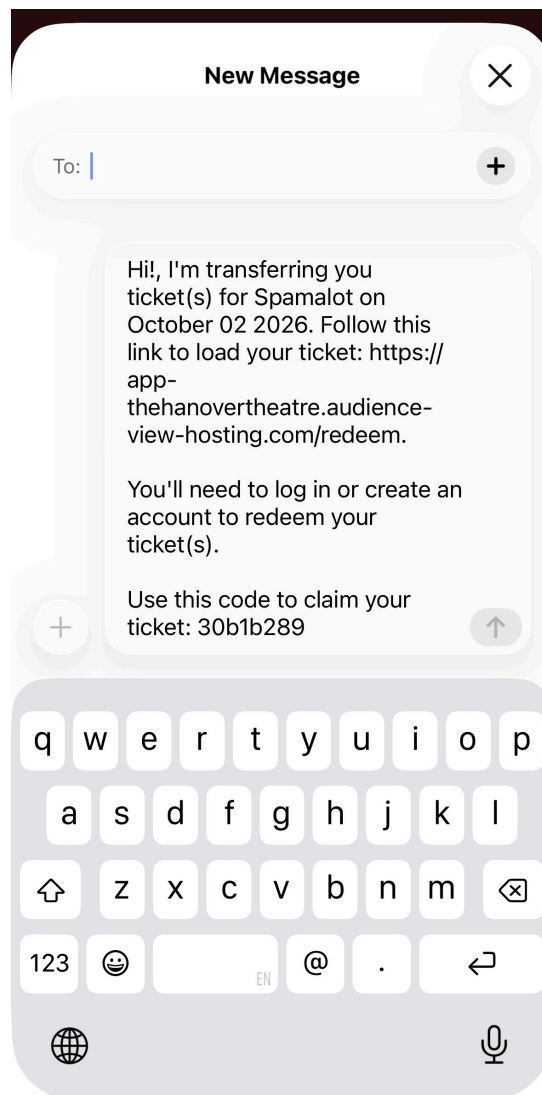 New Message
To:
Hi!, I'm transferring you
ticket(s) for Spamalot on
October 02 2026. Follow this
link to load your ticket: https://
app-
thehanovertheatre.audience-
view-hosting.com/redeem.
You'll need to log in or create an
account to redeem your
ticket(s).
Use this code to claim your
ticket: 30b1b289
q w e r t y u i o p
a s d f g h j k l
z x c v b n m
123 EN @ .